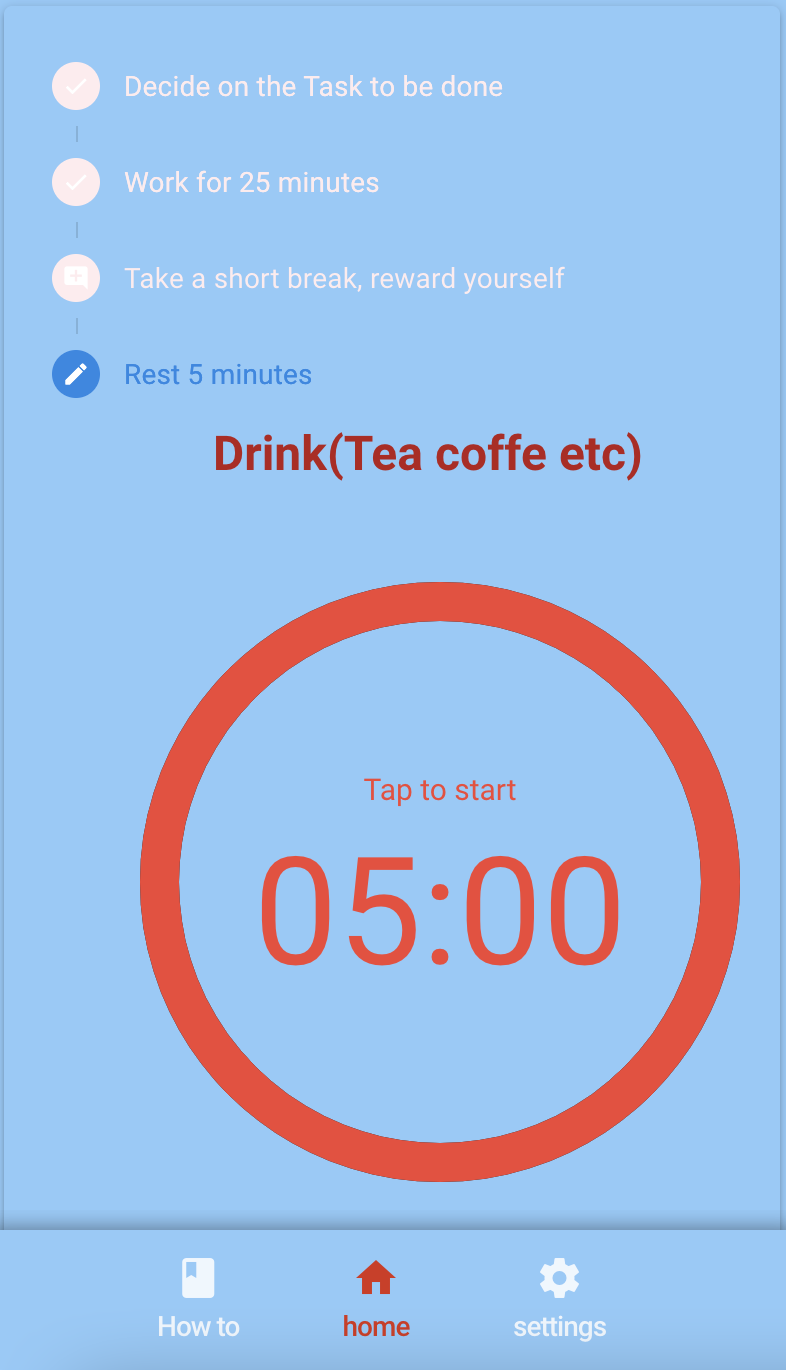 Decide on the Task to be done
Work for 25 minutes
Take a short break, reward yourself
Rest 5 minutes
Drink(Tea coffe etc)
Tap to start
05:00
How to
home
settings